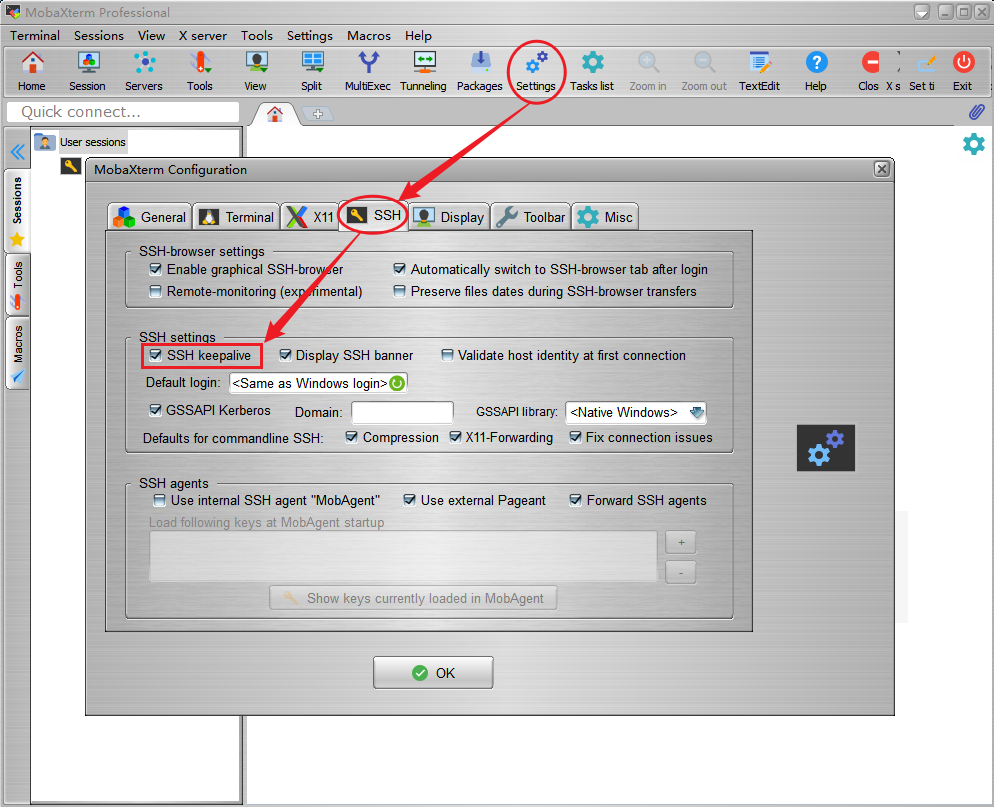 MobaXterm Professional
Terminal Sessions View X server Tools Settings Macros Help
Home Session Servers Tools View Split MultiExec Tunneling Packages Settings Tasks list Zoom in Zoom out TextEdit Help Clos X s Set ti Exit
Quick connect...
User sessions
Sessions
Tools
Macros
MobaXterm Configuration
General Terminal X11 SSH Display Toolbar Misc
SSH-browser settings
Enable graphical SSH-browser Automatically switch to SSH-browser tab after login
Remote-monitoring (experimental) Preserve files dates during SSH-browser transfers
SSH settings
SSH keepalive Display SSH banner Validate host identity at first connection
Default login: <Same as Windows login>
GSSAPI Kerberos Domain: GSSAPI library: <Native Windows>
Defaults for commandline SSH: Compression X11-Forwarding Fix connection issues
SSH agents
Use internal SSH agent "MobAgent" Use external Pageant Forward SSH agents
Load following keys at MobAgent startup
+
-
Show keys currently loaded in MobAgent
OK